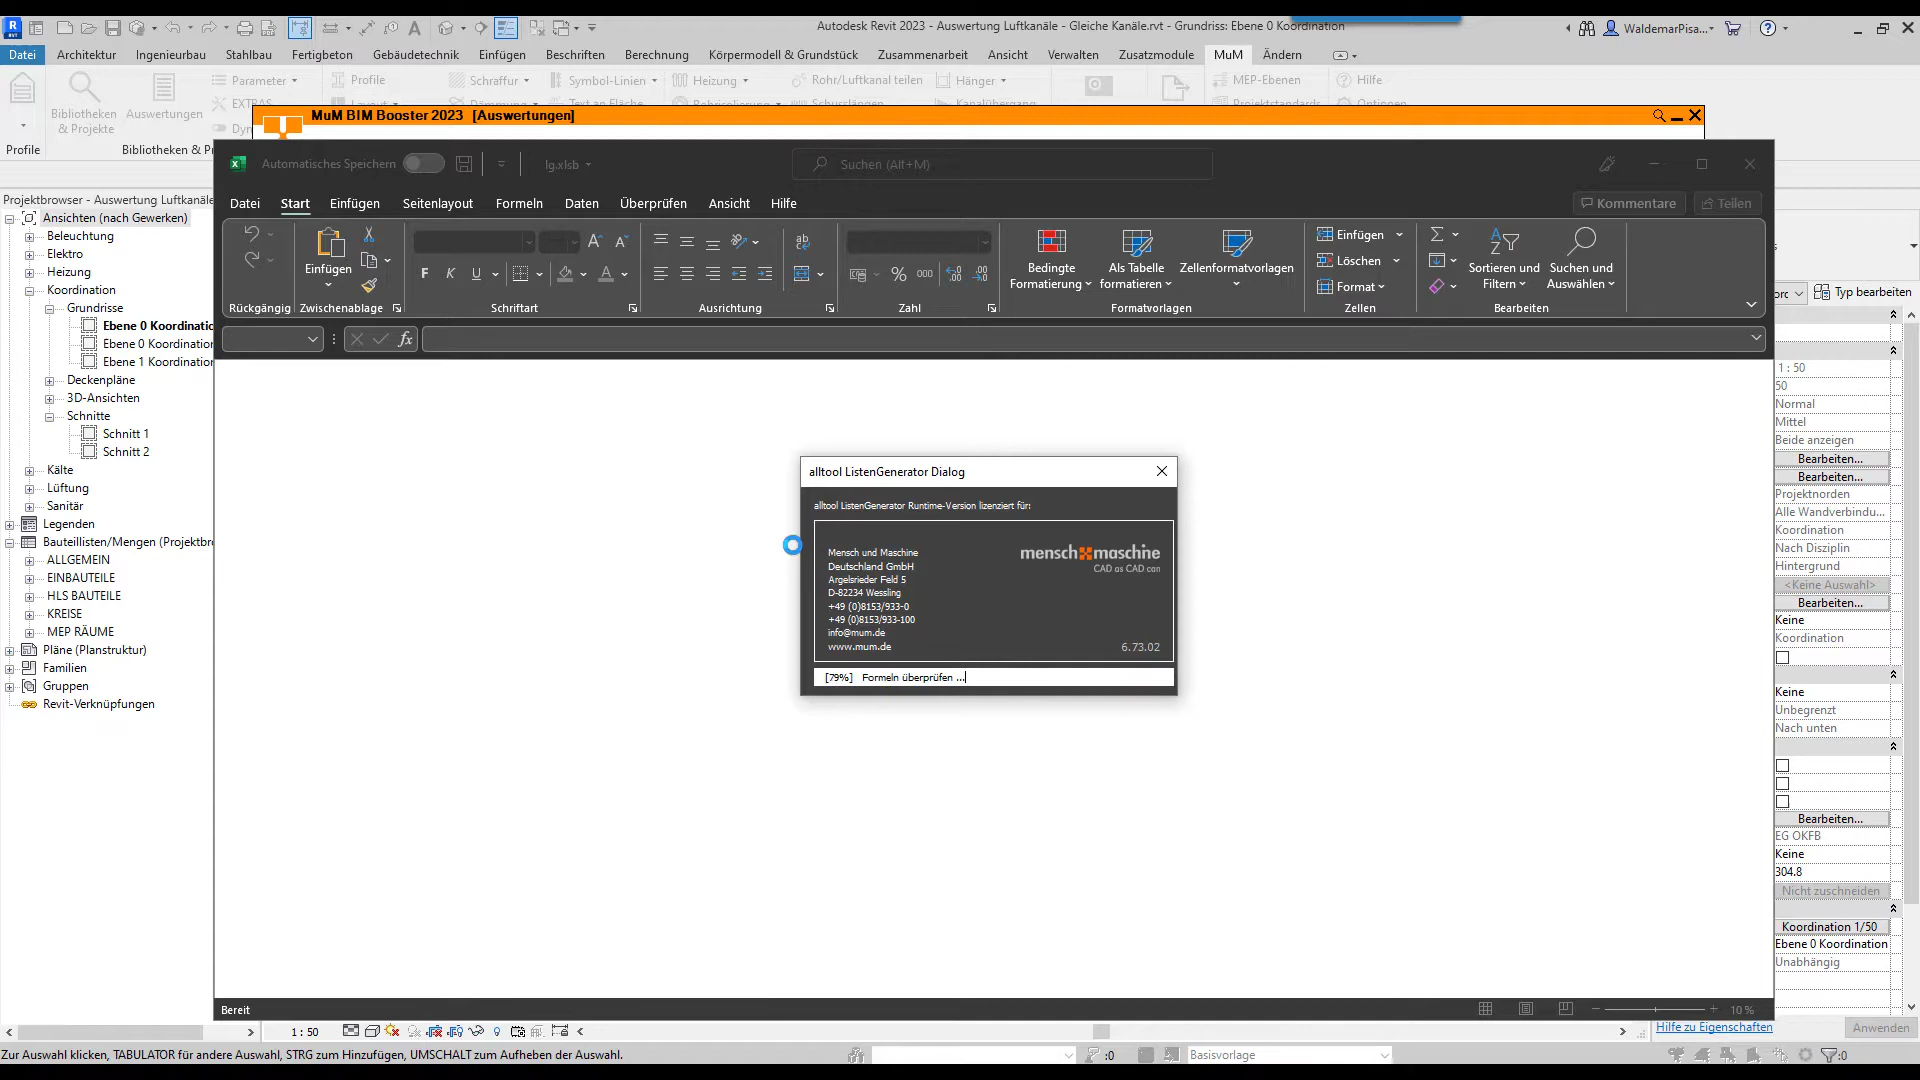 Autodesk Revit 2023 - Auswertung Luftkanäle - Gleiche Kanäle.rvt - Grundriss: Ebene 0 Koordination
WaldemarPisa...
Datei Architektur Ingenieurbau Stahlbau Fertigbeton Gebäudetechnik Einfügen Beschriften Berechnung Körpermodell & Grundstück Zusammenarbeit Ansicht Verwalten Zusatzmodule MuM Ändern
Parameter Profile Schraffur Symbol-Linien Heizung Rohr/Luftkanal teilen Hänger MEP-Ebenen Hilfe
Bibliotheken & Projekte
Auswertungen
EXTRAS
Profile
Bibliotheken & P
MuM BIM Booster 2023 [Auswertungen]
Automatisches Speichern
lg.xlsb
Suchen (Alt+M)
Datei Start Einfügen Seitenlayout Formeln Daten Überprüfen Ansicht Hilfe
Kommentare
Teilen
Einfügen
F K U
% 000
Bedingte Formatierung
Als Tabelle formatieren
Zellenformatvorlagen
Einfügen
Löschen
Format
Sortieren und Filtern
Suchen und Auswählen
Rückgängig Zwischenablage Schriftart Ausrichtung Zahl Formatvorlagen Zellen Bearbeiten
fx
Projektbrowser - Auswertung Luftkanäle
Ansichten (nach Gewerken)
Beleuchtung
Elektro
Heizung
Koordination
Grundrisse
Ebene 0 Koordinatio
Ebene 0 Koordination
Ebene 1 Koordination
Deckenpläne
3D-Ansichten
Schnitte
Schnitt 1
Schnitt 2
Kälte
Lüftung
Sanitär
Legenden
Bauteillisten/Mengen (Projektbr
ALLGEMEIN
EINBAUTEILE
HLS BAUTEILE
KREISE
MEP RÄUME
Pläne (Planstruktur)
Familien
Gruppen
Revit-Verknüpfungen
alltool ListenGenerator Dialog
alltool ListenGenerator Runtime-Version lizenziert für:
Mensch und Maschine
Deutschland GmbH
Argelsrieder Feld 5
D-82234 Wessling
+49 (0)8153/933-0
+49 (0)8153/933-100
info@mum.de
www.mum.de
mensch maschine
CAD as CAD can
6.73.02
[79%] Formeln überprüfen ...
Typ bearbeiten
1 : 50
50
Normal
Mittel
Beide anzeigen
Bearbeiten...
Bearbeiten...
Projektnorden
Alle Wandverbindu...
Koordination
Nach Disziplin
Hintergrund
<Keine Auswahl>
Bearbeiten...
Keine
Koordination
Keine
Unbegrenzt
Nach unten
Bearbeiten...
EG OKFB
Keine
304.8
Nicht zuschneiden
Koordination 1/50
Ebene 0 Koordination
Unabhängig
Bereit
10 %
1 : 50
Hilfe zu Eigenschaften
Anwenden
Zur Auswahl klicken, TABULATOR für andere Auswahl, STRG zum Hinzufügen, UMSCHALT zum Aufheben der Auswahl.
:0
Basisvorlage
:0